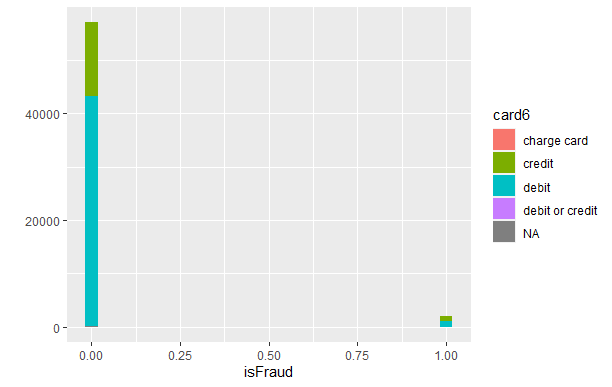 40000
20000
0
0.00 0.25 0.50 0.75 1.00
isFraud
card6
charge card
credit
debit
debit or credit
NA